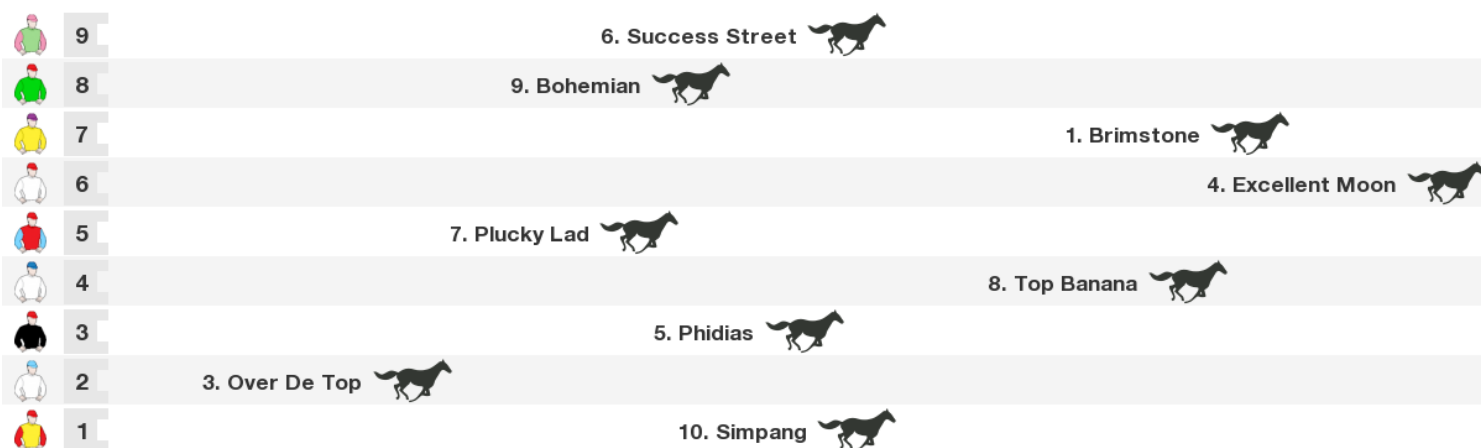 9 6. Success Street
8 9. Bohemian
7 1. Brimstone
6 4. Excellent Moon
5 7. Plucky Lad
4 8. Top Banana
3 5. Phidias
2 3. Over De Top
1 10. Simpang